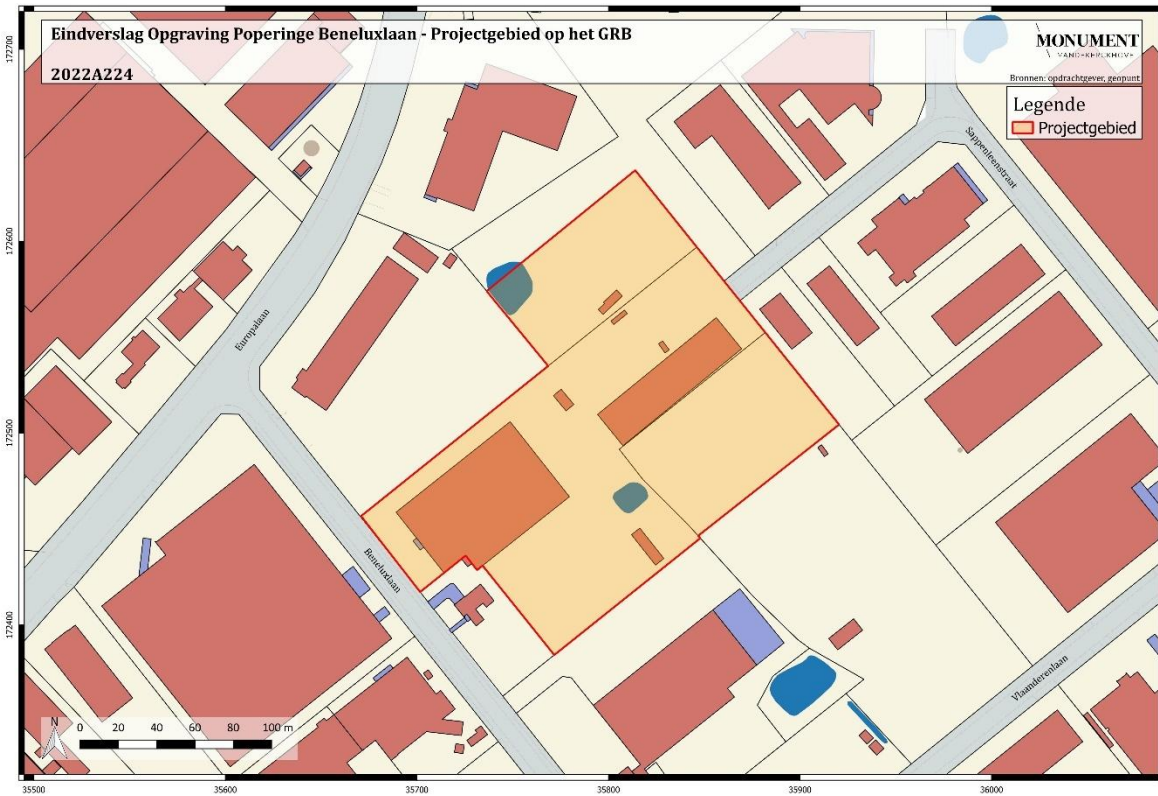 Eindverslag Opgraving Poperinge Beneluxlaan - Projectgebied op het GRB
2022A224
MONUMENT
VANDEKERCKHOVE
Bronnen: opdrachtgever, geopunt
Legende
Projectgebied
Sappenleenstraat
Europalaan
Beneluxlaan
Vlaanderenlaan
172700
172600
172500
172400
N
0 20 40 60 80 100 m
35500 35600 35700 35800 35900 36000